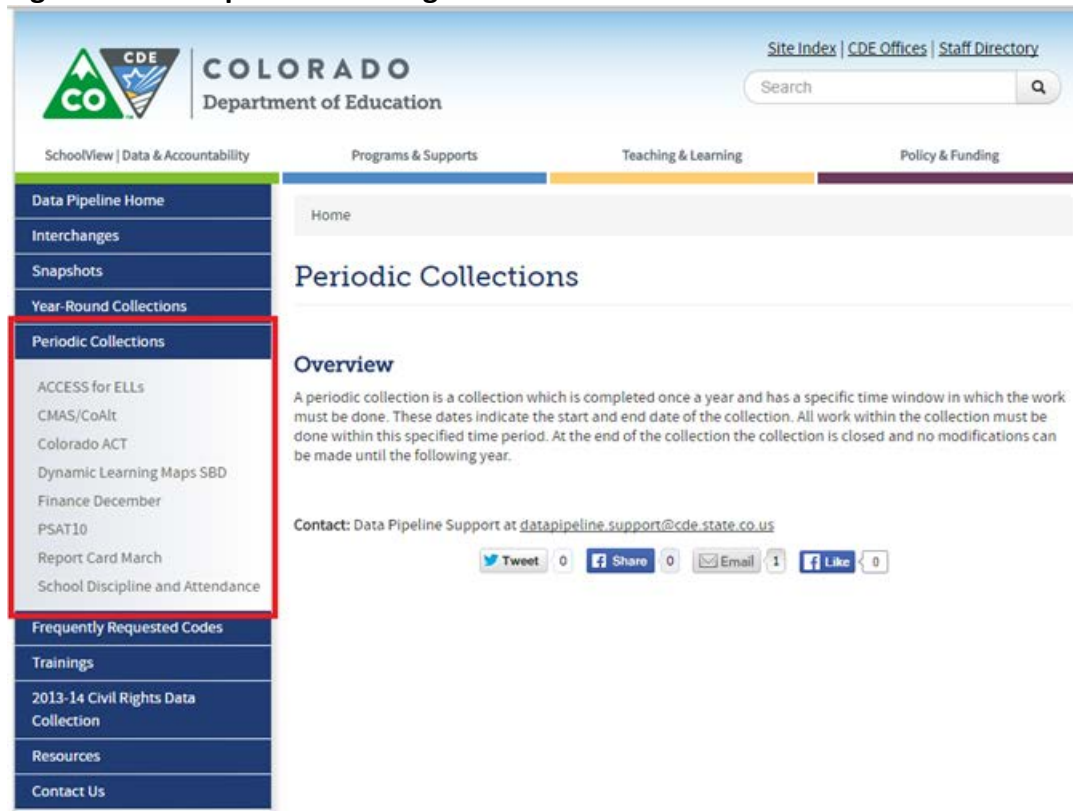 CDE
CO
COLORADO
Department of Education
Site Index | CDE Offices | Staff Directory
Search
SchoolView | Data & Accountability
Programs & Supports
Teaching & Learning
Policy & Funding
Data Pipeline Home
Interchanges
Snapshots
Year-Round Collections
Periodic Collections
ACCESS for ELLs
CMAS/CoAlt
Colorado ACT
Dynamic Learning Maps SBD
Finance December
PSAT10
Report Card March
School Discipline and Attendance
Frequently Requested Codes
Trainings
2013-14 Civil Rights Data
Collection
Resources
Contact Us
Home
Periodic Collections
Overview
A periodic collection is a collection which is completed once a year and has a specific time window in which the work
must be done. These dates indicate the start and end date of the collection. All work within the collection must be
done within this specified time period. At the end of the collection the collection is closed and no modifications can
be made until the following year.
Contact: Data Pipeline Support at datapipeline.support@cde.state.co.us
Tweet 0 Share 0 Email 1 Like 0